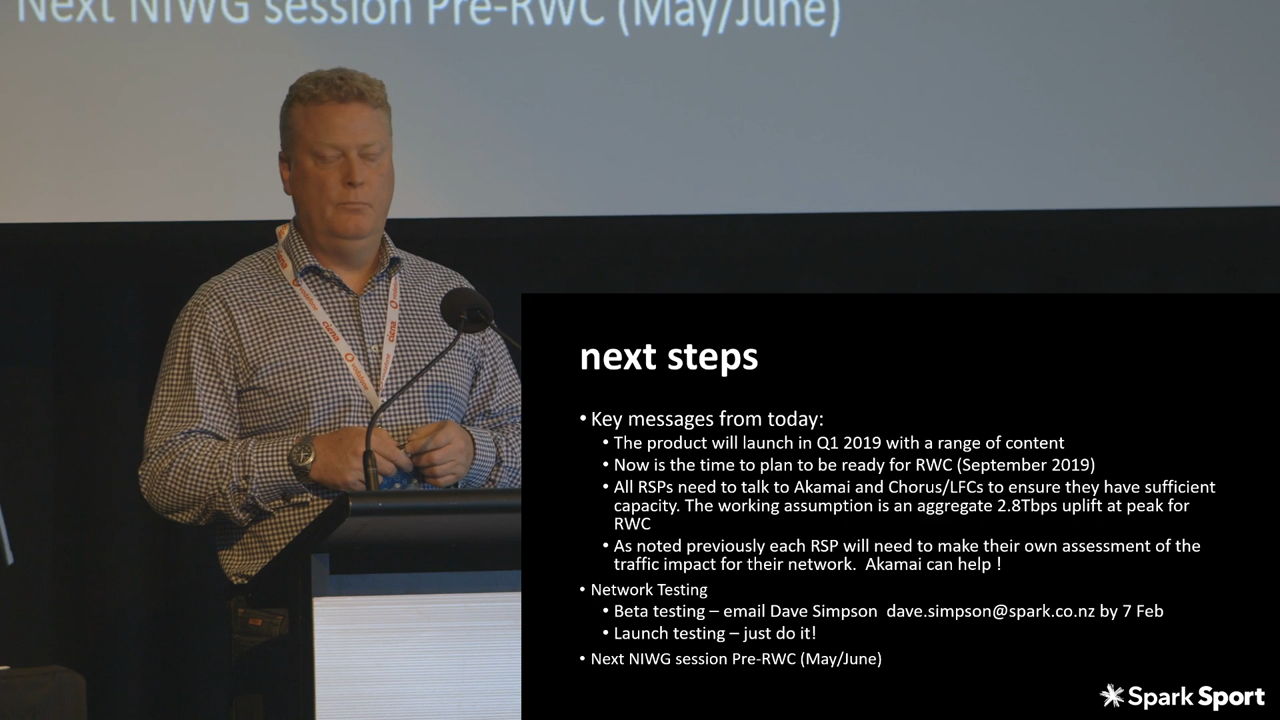 Next NIWG session Pre-RWC (May/June)
next steps
• Key messages from today:
• The product will launch in Q1 2019 with a range of content
• Now is the time to plan to be ready for RWC (September 2019)
• All RSPs need to talk to Akamai and Chorus/LFCs to ensure they have sufficient
capacity. The working assumption is an aggregate 2.8Tbps uplift at peak for
RWC
• As noted previously each RSP will need to make their own assessment of the
traffic impact for their network.  Akamai can help !
• Network Testing
• Beta testing – email Dave Simpson  dave.simpson@spark.co.nz by 7 Feb
• Launch testing – just do it!
• Next NIWG session Pre-RWC (May/June)
Spark Sport